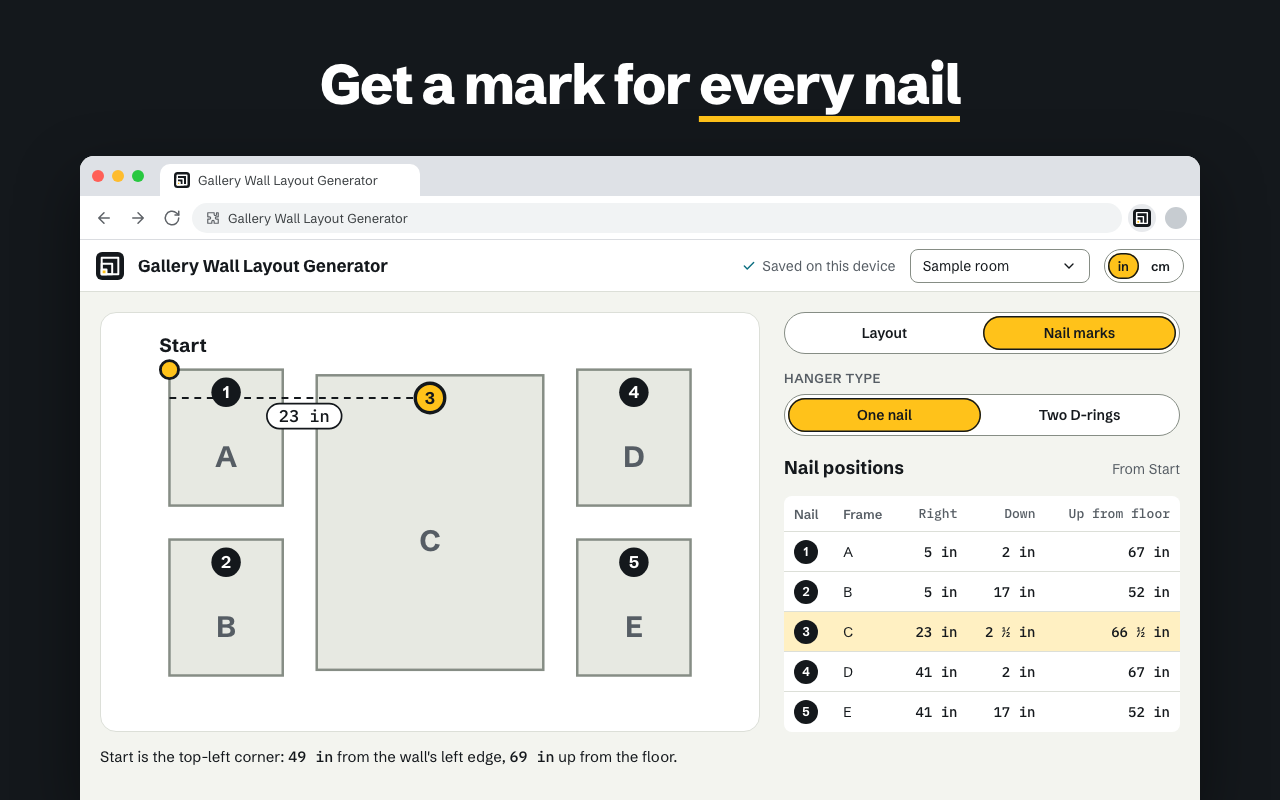 Get a mark for every nail
Gallery Wall Layout Generator
Gallery Wall Layout Generator
Gallery Wall Layout Generator
Saved on this device
Sample room
in cm
Start
1
3
4
23 in
A
D
C
2
5
B
E
Layout
Nail marks
HANGER TYPE
One nail
Two D-rings
Nail positions
From Start
Nail Frame Right Down Up from floor
1 A 5 in 2 in 67 in
2 B 5 in 17 in 52 in
3 C 23 in 2 ½ in 66 ½ in
4 D 41 in 2 in 67 in
5 E 41 in 17 in 52 in
Start is the top-left corner: 49 in from the wall's left edge, 69 in up from the floor.